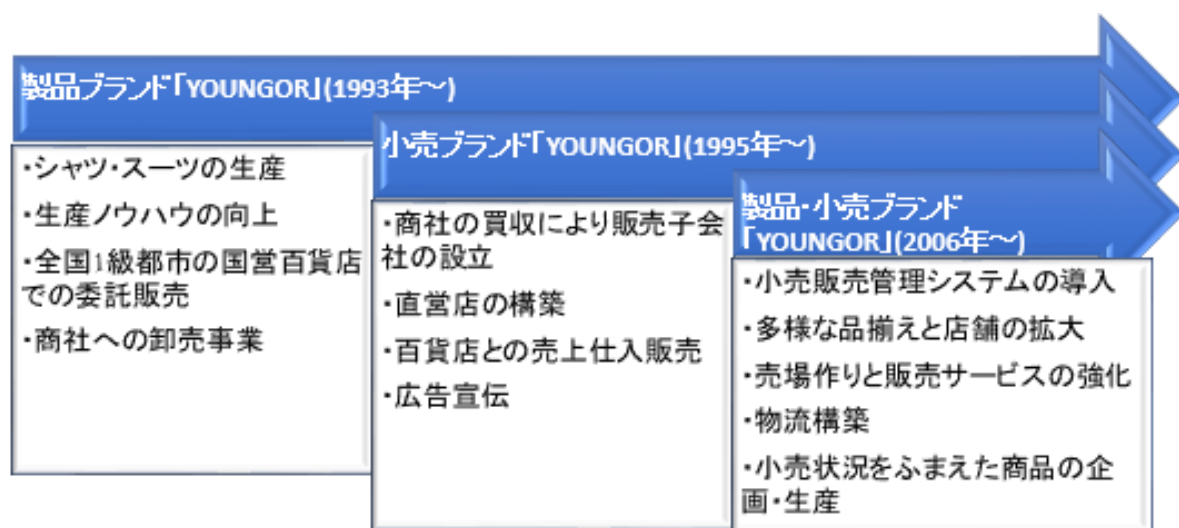 製品ブランド「YOUNGOR」(1993年～)
・シャツ・スーツの生産
・生産ノウハウの向上
・全国1級都市の国営百貨店
での委託販売
・商社への卸売事業
小売ブランド「YOUNGOR」(1995年～)
・商社の買収により販売子会
社の設立
・直営店の構築
・百貨店との売上仕入販売
・広告宣伝
製品・小売ブランド
「YOUNGOR」(2006年～)
・小売販売管理システムの導入
・多様な品揃えと店舗の拡大
・売場作りと販売サービスの強化
・物流構築
・小売状況をふまえた商品の企
画・生産